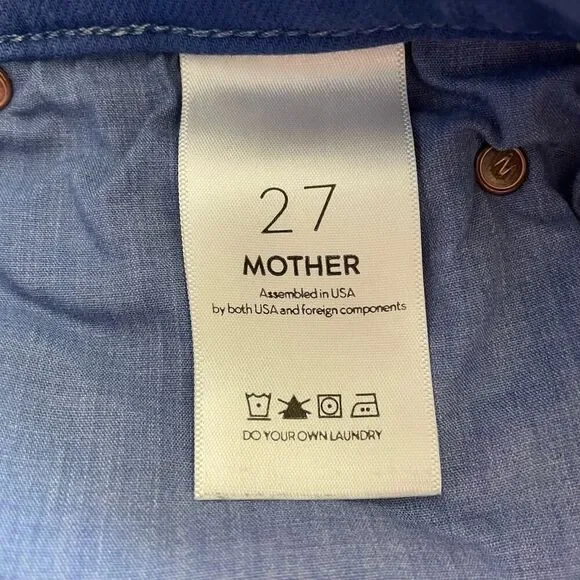 27
MOTHER
Assembled in USA
by both USA and foreign components
DO YOUR OWN LAUNDRY